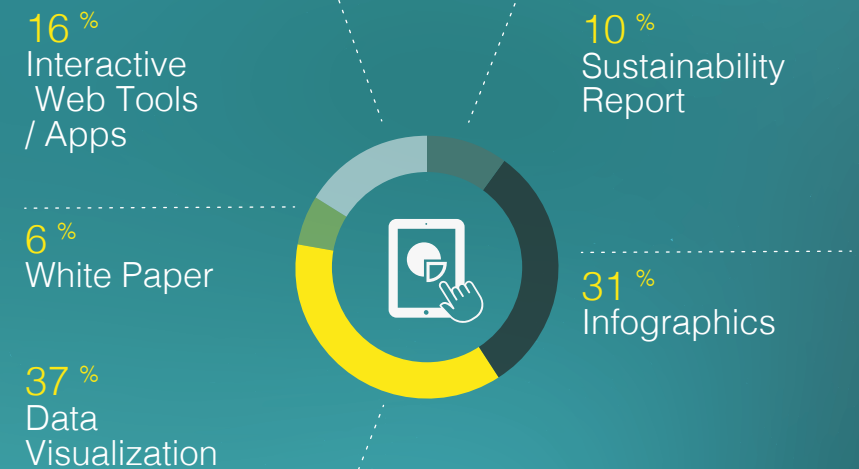 16 %
Interactive
Web Tools
/ Apps
10 %
Sustainability
Report
6 %
White Paper
31 %
Infographics
37 %
Data
Visualization